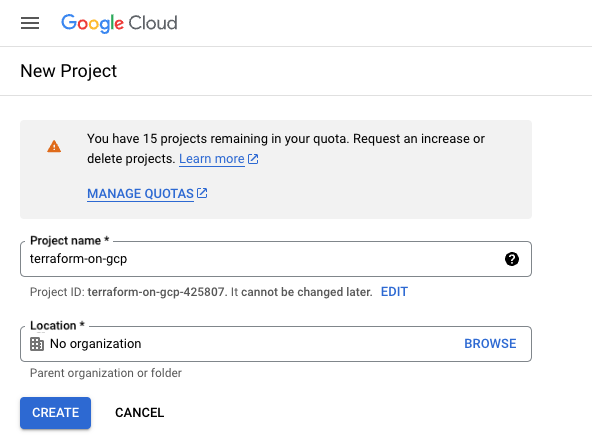 Google Cloud
New Project
You have 15 projects remaining in your quota. Request an increase or
delete projects. Learn more
MANAGE QUOTAS
Project name *
terraform-on-gcp
Project ID: terraform-on-gcp-425807. It cannot be changed later. EDIT
Location *
No organization BROWSE
Parent organization or folder
CREATE CANCEL